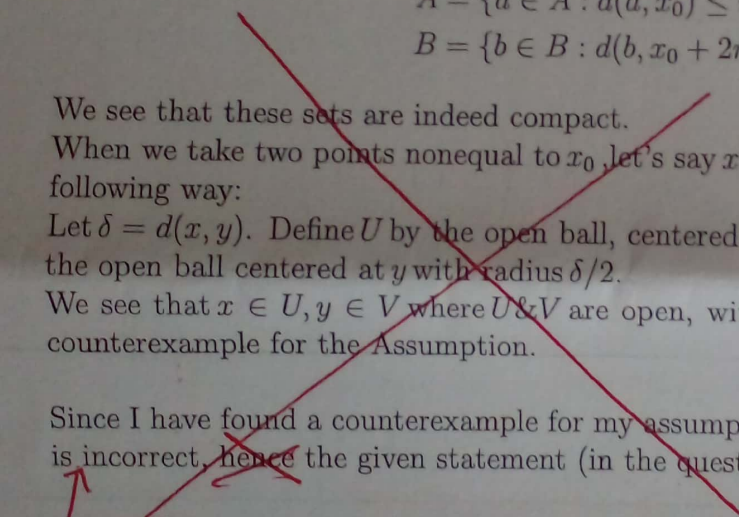 B = {b ∈ B : d(b, x₀ + 2
We see that these sets are indeed compact.
When we take two points nonequal to x₀ ,let's say x
following way:
Let δ = d(x, y). Define U by the open ball, centered
the open ball centered at y with radius δ/2.
We see that x ∈ U, y ∈ V where U&V are open, wi
counterexample for the Assumption.
Since I have found a counterexample for my assump
is incorrect, hence the given statement (in the quest